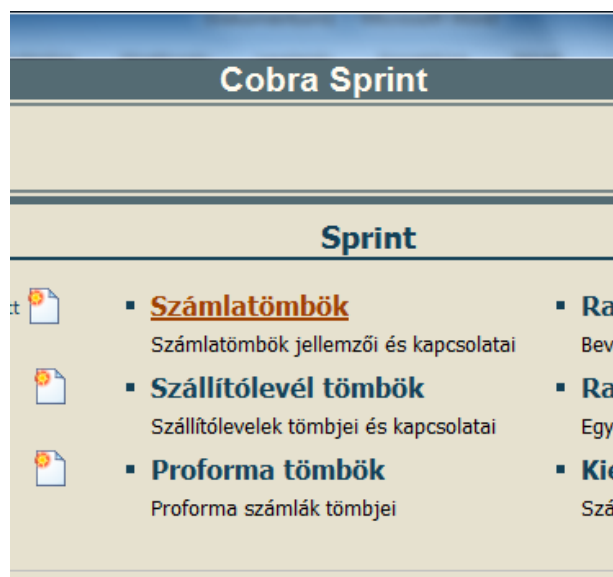 Cobra Sprint
Sprint
Számlatömbök
Számlatömbök jellemzői és kapcsolatai
Szállítólevél tömbök
Szállítólevelek tömbjei és kapcsolatai
Proforma tömbök
Proforma számlák tömbjei